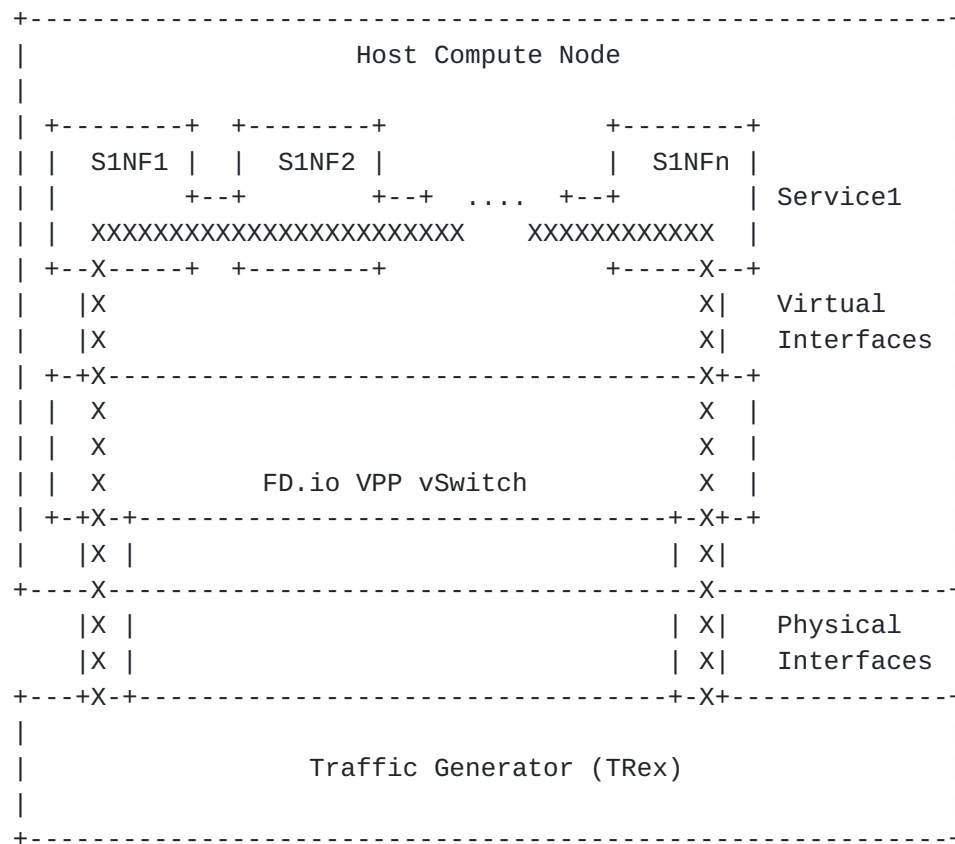 Host Compute Node
S1NF1 S1NF2 S1NFn
.... Service1
XXXXXXXXXXXXXXXXXXXXXXXX XXXXXXXXXXXX
X X
X X Virtual
X X Interfaces
X X
X X
X X
X FD.io VPP vSwitch X
X X
X X
X X
X X Physical
X X Interfaces
X X
Traffic Generator (TRex)